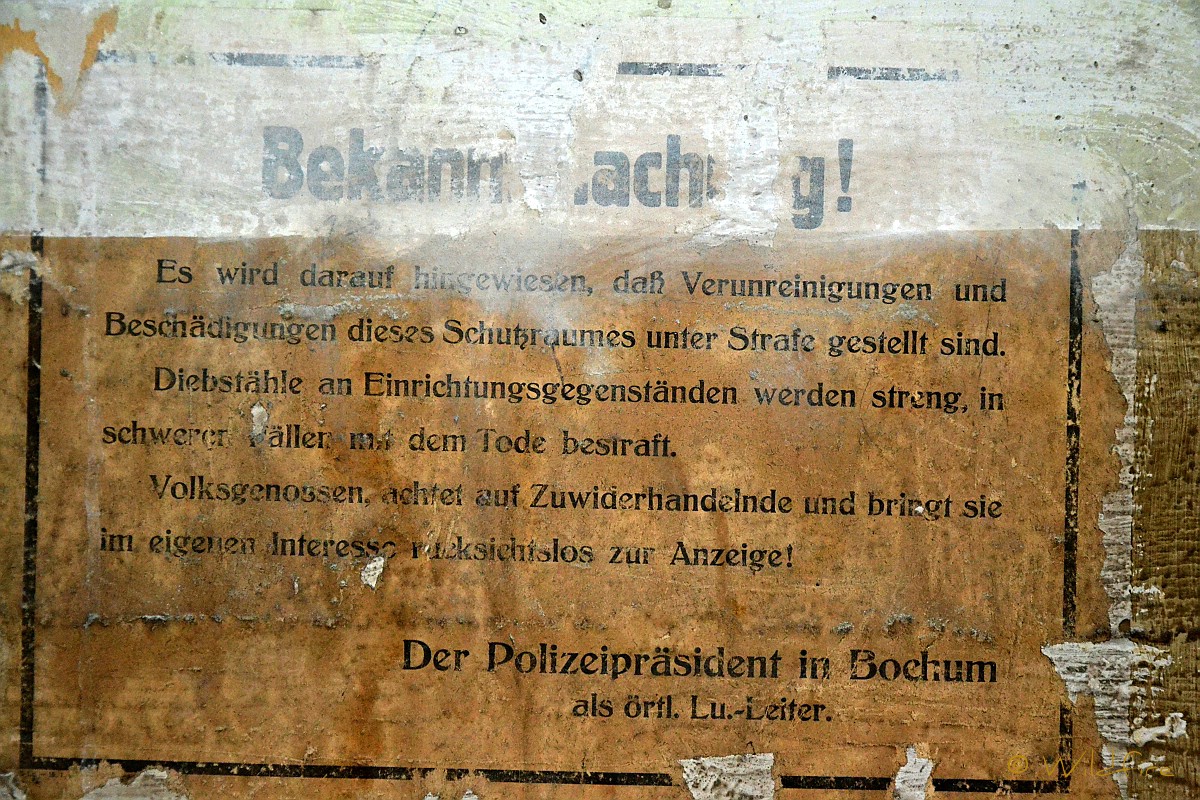 Bekanntmachung!
Es wird darauf hingewiesen, daß Verunreinigungen und
Beschädigungen dieses Schutzraumes unter Strafe gestellt sind.
Diebstähle an Einrichtungsgegenständen werden streng, in
schweren Fällen mit dem Tode bestraft.
Volksgenossen, achtet auf Zuwiderhandelnde und bringt sie
im eigenen Interesse rücksichtslos zur Anzeige!
Der Polizeipräsident in Bochum
als örtl. Lu.-Leiter.